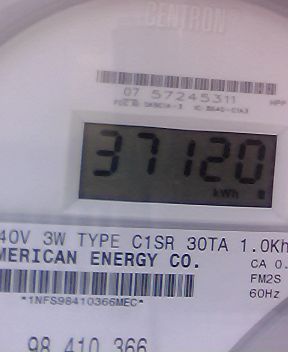 CENTRON
07 57245311
37120
kWh
40V 3W TYPE C1SR 30TA 1.0Kh
MERICAN ENERGY CO.
CA 0.
FM2S
60Hz
*1NFS98410366MEC*
98 410 366